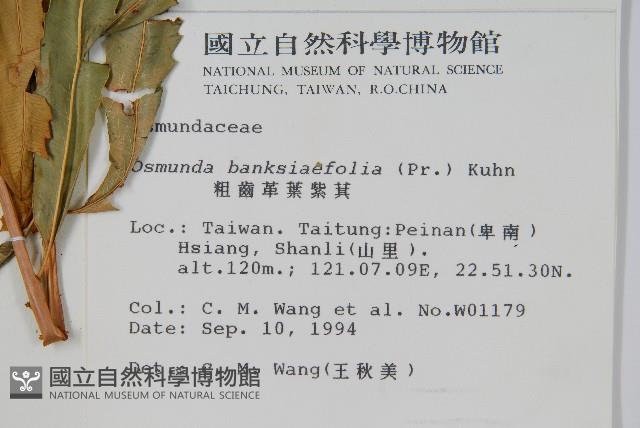 國立自然科學博物館
NATIONAL MUSEUM OF NATURAL SCIENCE
TAICHUNG, TAIWAN, R.O.CHINA
smundaceae
Osmunda banksiaefolia (Pr.) Kuhn
粗齒革葉紫萁
Loc.: Taiwan. Taitung:Peinan(卑南)
Hsiang, Shanli(山里).
alt.120m.; 121.07.09E, 22.51.30N.
Col.: C. M. Wang et al. No.W01179
Date: Sep. 10, 1994
Det.: C. M. Wang(王秋美)
國立自然科學博物館
NATIONAL MUSEUM OF NATURAL SCIENCE